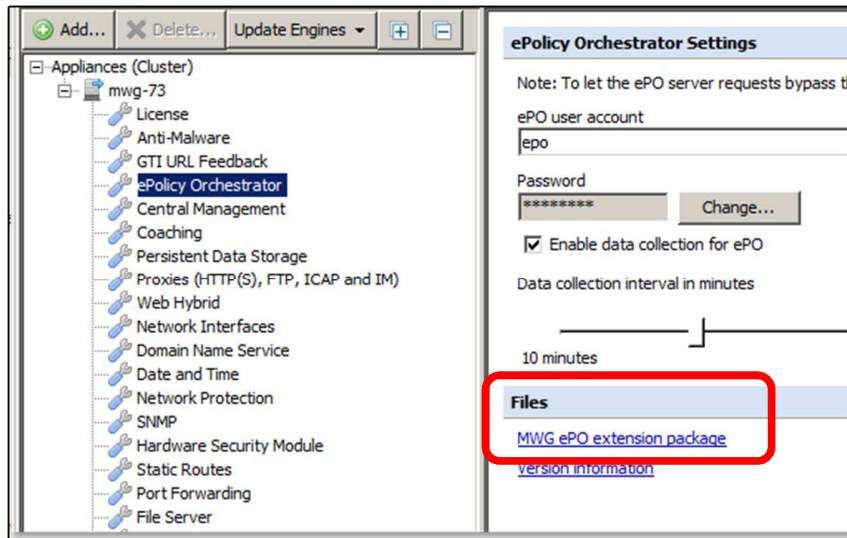 Add... Delete... Update Engines
Appliances (Cluster)
mwg-73
License
Anti-Malware
GTI URL Feedback
ePolicy Orchestrator
Central Management
Coaching
Persistent Data Storage
Proxies (HTTP(S), FTP, ICAP and IM)
Web Hybrid
Network Interfaces
Domain Name Service
Date and Time
Network Protection
SNMP
Hardware Security Module
Static Routes
Port Forwarding
File Server
ePolicy Orchestrator Settings
Note: To let the ePO server requests bypass t
ePO user account
epo
Password
******** Change...
Enable data collection for ePO
Data collection interval in minutes
10 minutes
Files
MWG ePO extension package
Version information